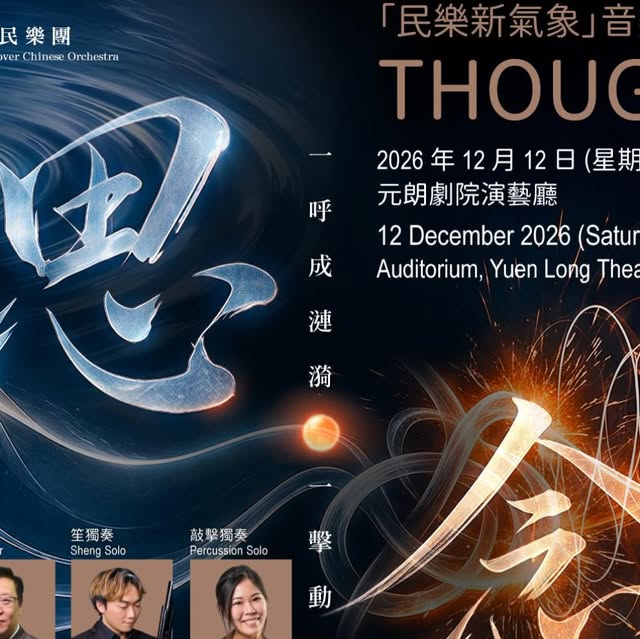 民樂團
over Chinese Orchestra
「民樂新氣象」音
THOUG
2026 年 12 月 12 日 (星期
元朗劇院演藝廳
12 December 2026 (Satur
Auditorium, Yuen Long Thea
思
一呼成漣漪
一擊動
念
笙獨奏
Sheng Solo
敲擊獨奏
Percussion Solo